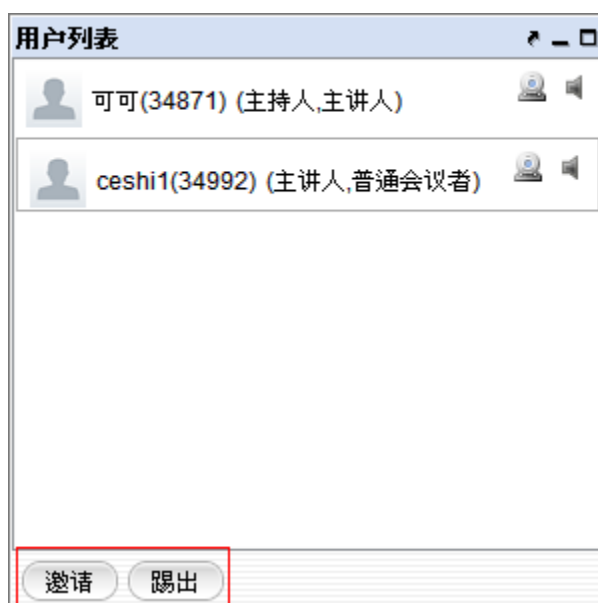 用户列表
可可(34871) (主持人,主讲人)
ceshi1(34992) (主讲人,普通会议者)
邀请 踢出